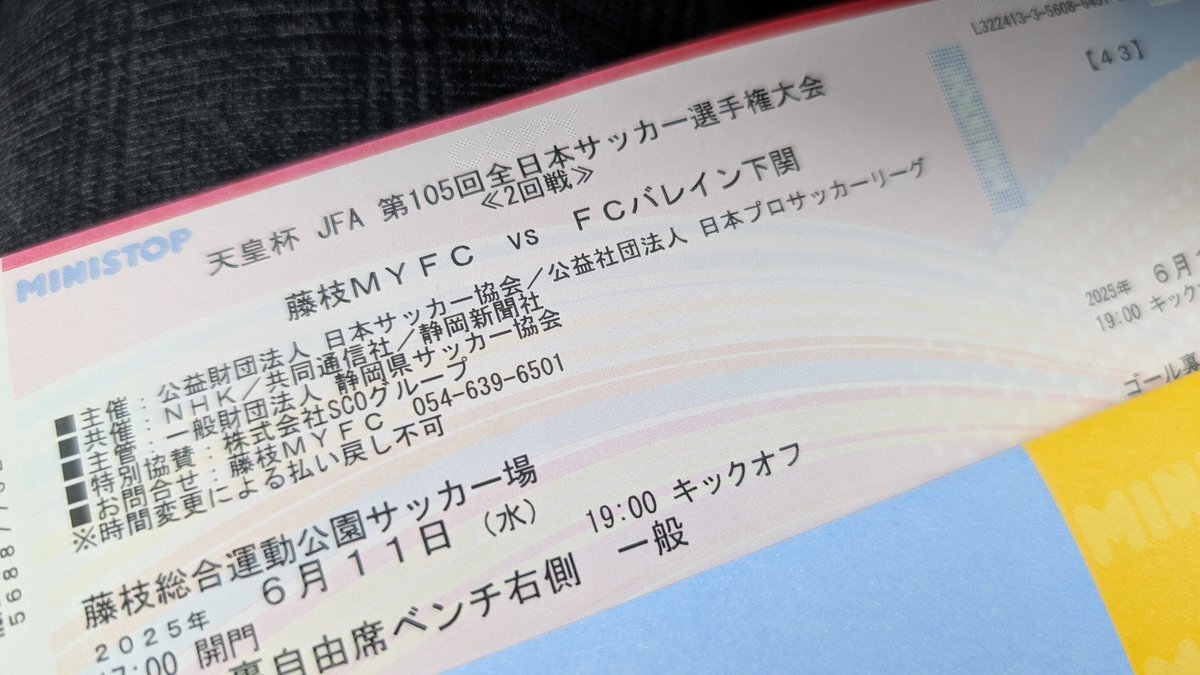 MINISTOP
天皇杯 JFA 第105回全日本サッカー選手権大会
≪2回戦≫
藤枝ＭＹＦＣ vs ＦＣバレイン下関
■主催：公益財団法人 日本サッカー協会／公益社団法人 日本プロサッカーリーグ
■共催：ＮＨＫ／共同通信社／静岡新聞社
■主管：一般財団法人 静岡県サッカー協会
■特別協賛：株式会社SCOグループ
■お問合せ：藤枝ＭＹＦＣ 054-639-6501
※時間変更による払い戻し不可
藤枝総合運動公園サッカー場
２０２５年 ６月１１日（水）
17:00 開門 19:00 キックオフ
裏自由席ベンチ右側 一般
【４３】
2025年 ６月
19:00 キック
ゴール裏